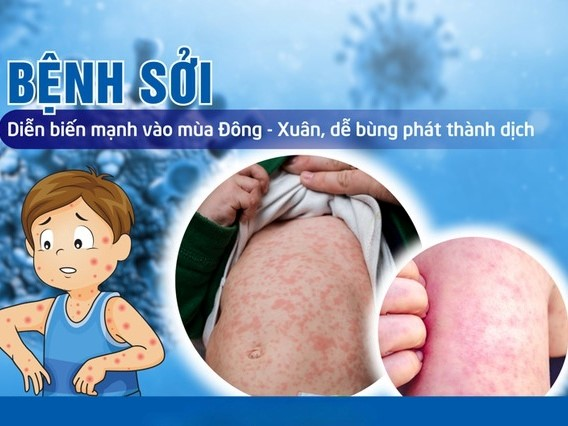 BỆNH SỞI
Diễn biến mạnh vào mùa Đông - Xuân, dễ bùng phát thành dịch